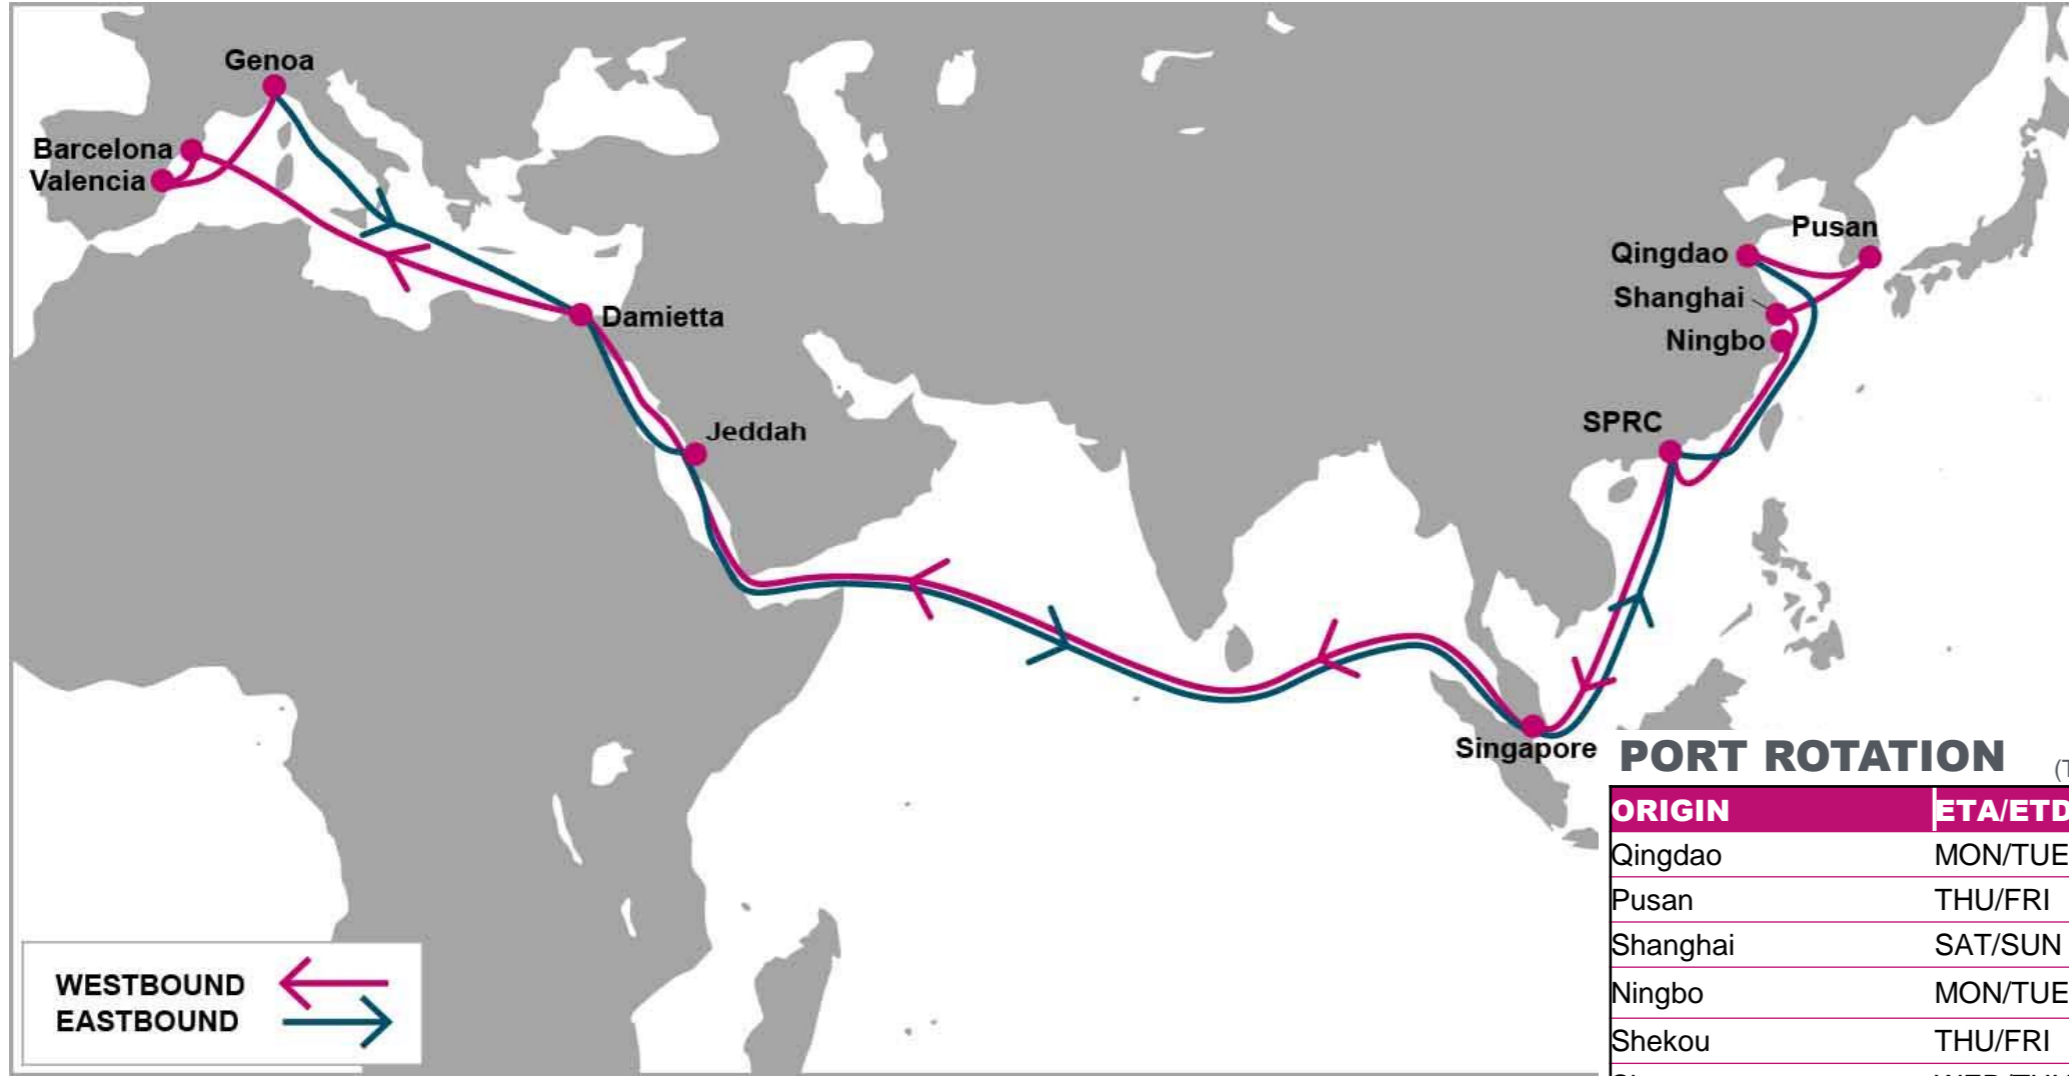 Genoa
Barcelona
Valencia
Damietta
Jeddah
Pusan
Qingdao
Shanghai
Ningbo
SPRC
Singapore
WESTBOUND
EASTBOUND
PORT ROTATION (T
ORIGIN ETA/ETD
Qingdao MON/TUE
Pusan THU/FRI
Shanghai SAT/SUN
Ningbo MON/TUE
Shekou THU/FRI